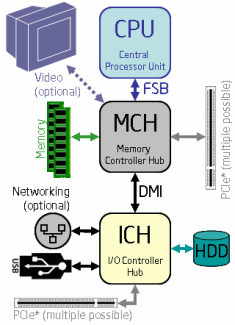 CPU
Central
Processor Unit
Video
(optional)
FSB
MCH
Memory
Controller Hub
Memory
PCIe* (multiple possible)
DMI
Networking
(optional)
ICH
I/O Controller
Hub
USB
HDD
PCIe* (multiple possible)